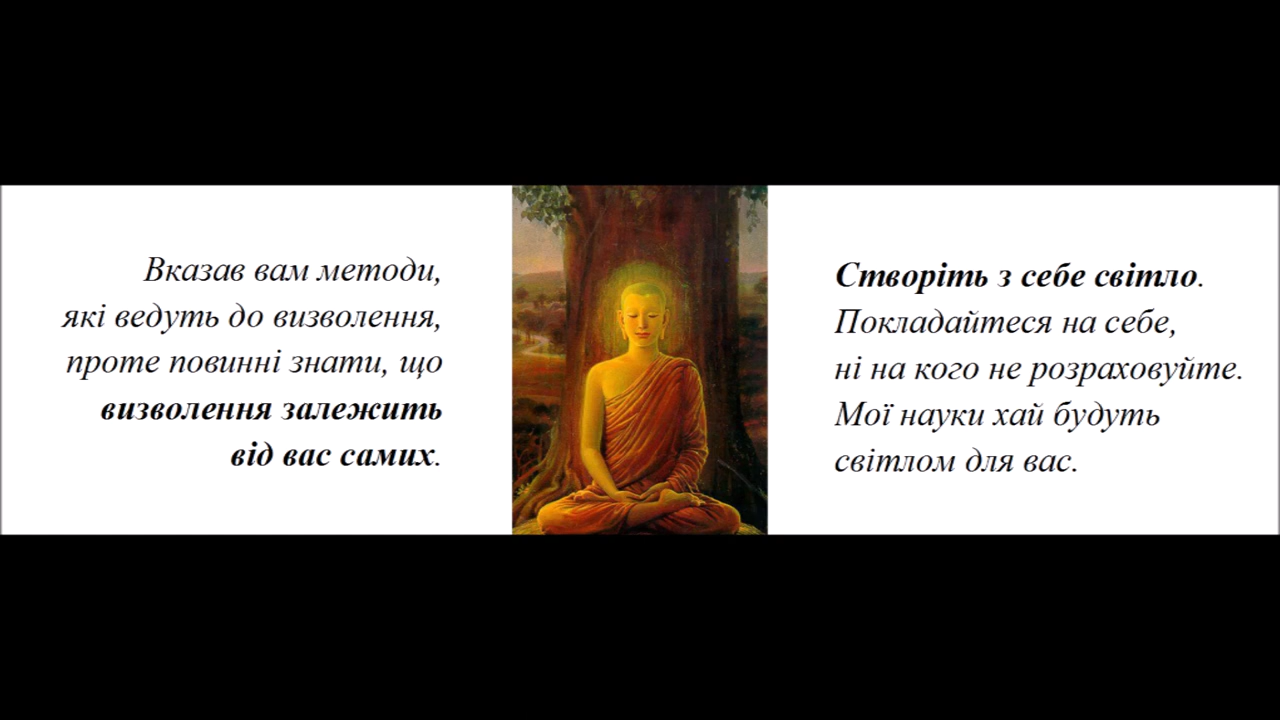 Вказав вам методи,
які ведуть до визволення,
проте повинні знати, що
визволення залежить
від вас самих.
Створіть з себе світло.
Покладайтеся на себе,
ні на кого не розраховуйте.
Мої науки хай будуть
світлом для вас.